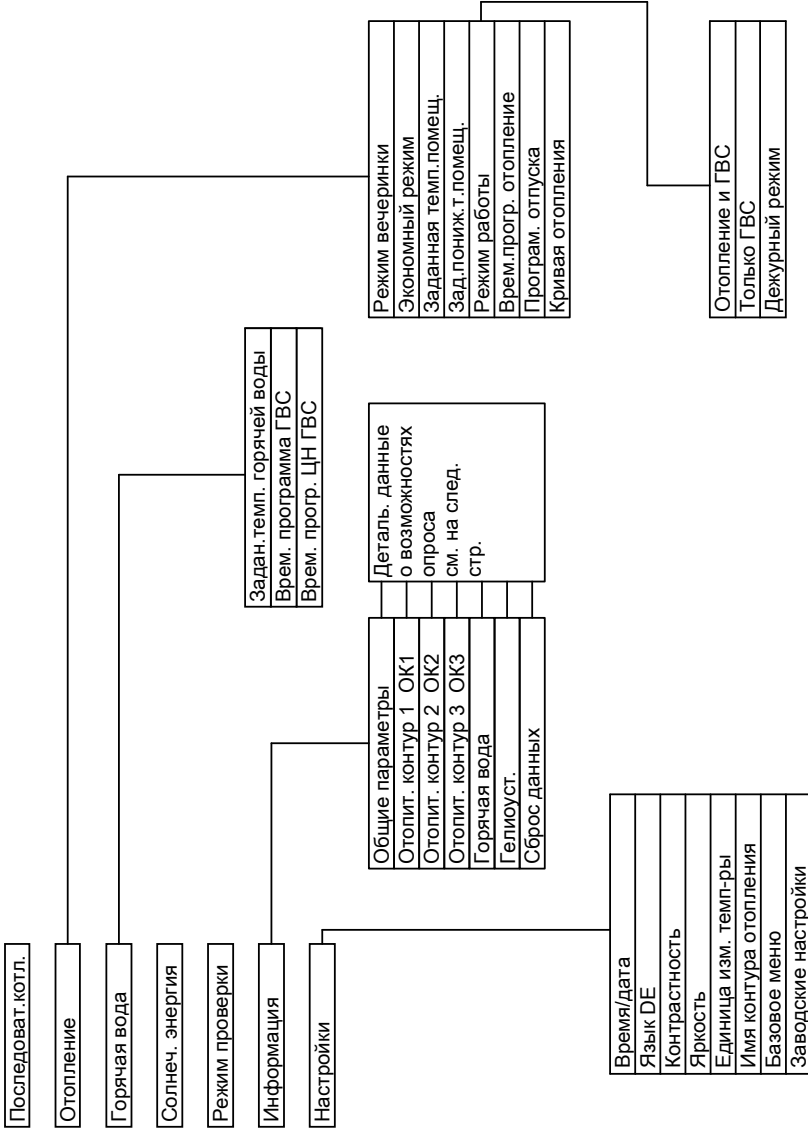 Последоват.котл.
Отопление
Горячая вода
Солнеч. энергия
Режим проверки
Информация
Настройки
Режим вечеринки
Экономный режим
Заданная темп.помещ.
Зад.пониж.т.помещ.
Режим работы
Врем.прогр. отопление
Програм. отпуска
Кривая отопления
Отопление и ГВС
Только ГВС
Дежурный режим
Задан.темп. горячей воды
Врем. программа ГВС
Врем. прогр. ЦН ГВС
Общие параметры
Отопит. контур 1 ОК1
Отопит. контур 2 ОК2
Отопит. контур 3 ОК3
Горячая вода
Гелиоуст.
Сброс данных
Деталь. данные
о возможностях
опроса
см. на след.
стр.
Время/дата
Язык DE
Контрастность
Яркость
Единица изм. темп-ры
Имя контура отопления
Базовое меню
Заводские настройки